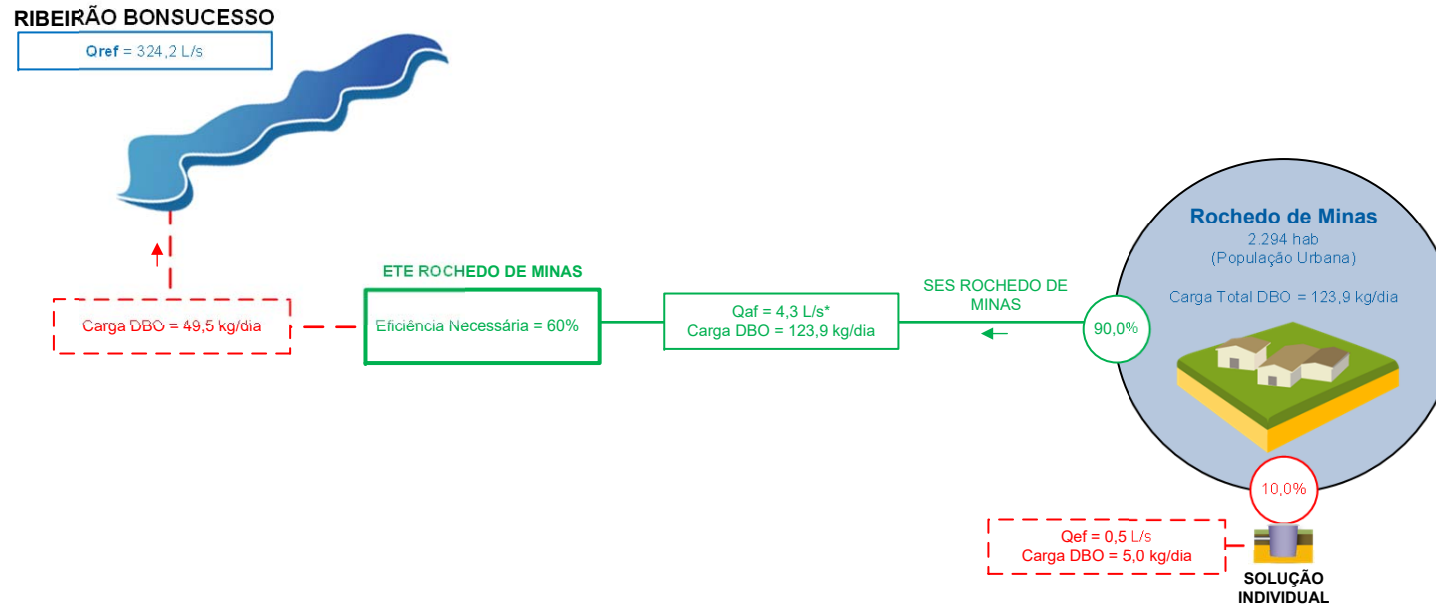 RIBEIRÃO BONSUCESSO
Qref = 324,2 L/s
Carga DBO = 49,5 kg/dia
ETE ROCHEDO DE MINAS
Eficiência Necessária = 60%
Qaf = 4,3 L/s*
Carga DBO = 123,9 kg/dia
SES ROCHEDO DE
MINAS
90,0%
Rochedo de Minas
2.294 hab
(População Urbana)
Carga Total DBO = 123,9 kg/dia
10,0%
Qef = 0,5 L/s
Carga DBO = 5,0 kg/dia
SOLUÇÃO
INDIVIDUAL